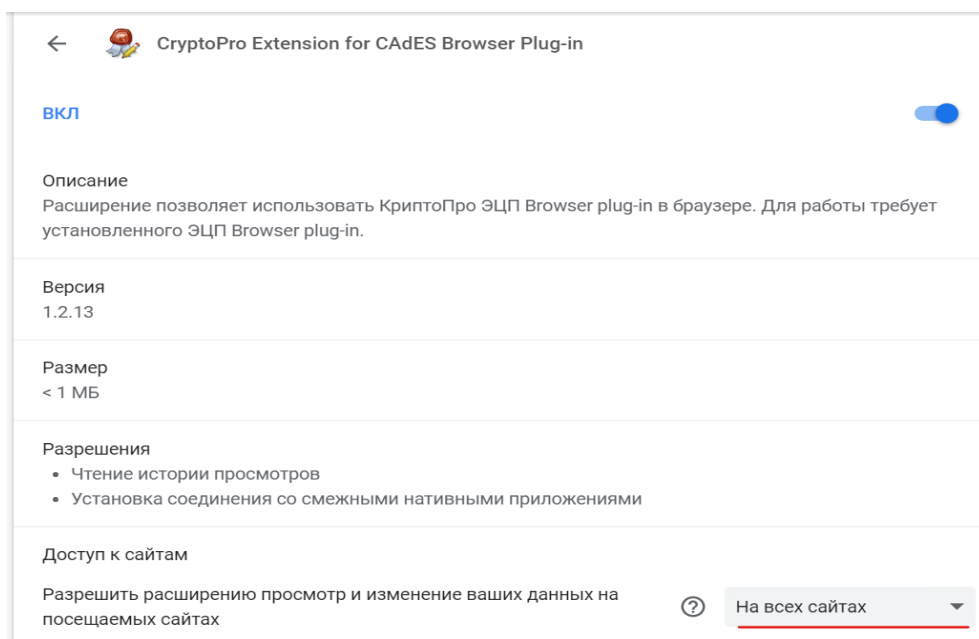 CryptoPro Extension for CAdES Browser Plug-in
ВКЛ
Описание
Расширение позволяет использовать КриптоПро ЭЦП Browser plug-in в браузере. Для работы требует
установленного ЭЦП Browser plug-in.
Версия
1.2.13
Размер
< 1 МБ
Разрешения
• Чтение истории просмотров
• Установка соединения со смежными нативными приложениями
Доступ к сайтам
Разрешить расширению просмотр и изменение ваших данных на
посещаемых сайтах
На всех сайтах